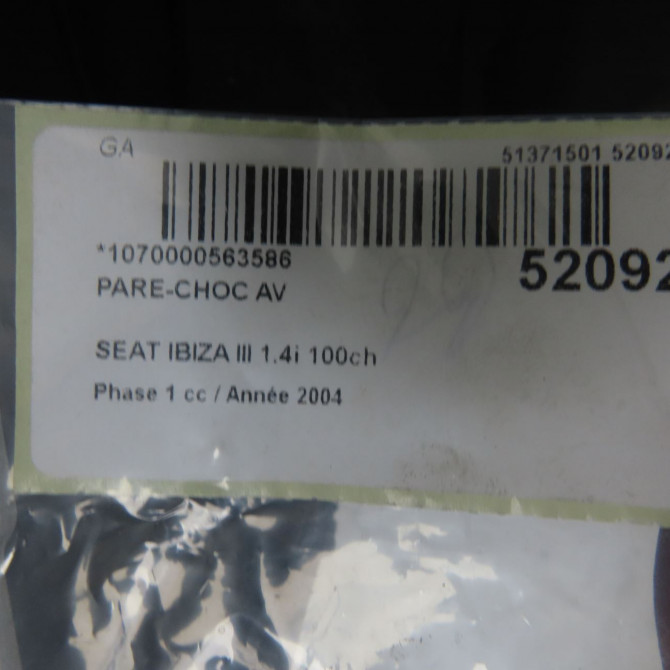 GA
51371501 52092
*1070000563586
52092
PARE-CHOC AV
SEAT IBIZA III 1.4i 100ch
Phase 1 cc / Année 2004